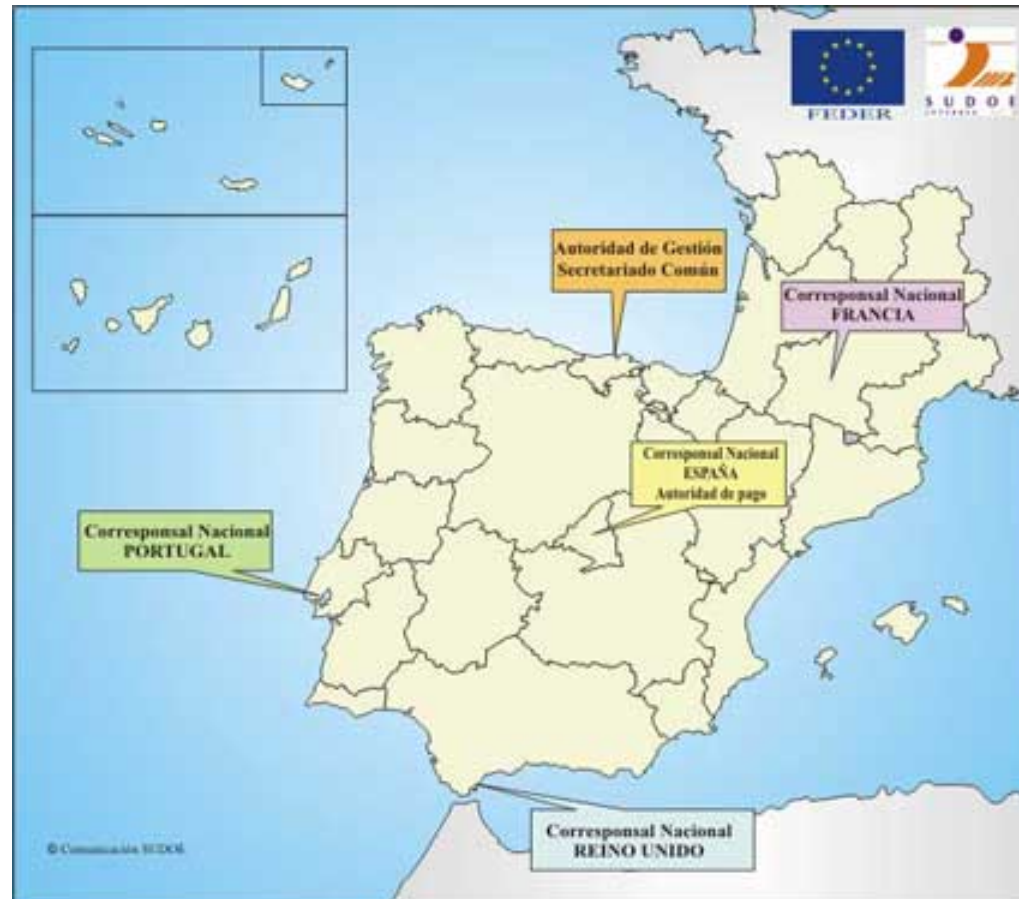 FEDER
SUDOE
INTERREG
Autoridad de Gestión
Secretariado Común
Corresponsal Nacional
FRANCIA
Corresponsal Nacional
ESPAÑA
Autoridad de pago
Corresponsal Nacional
PORTUGAL
Corresponsal Nacional
REINO UNIDO
© Comunicación SUDOE